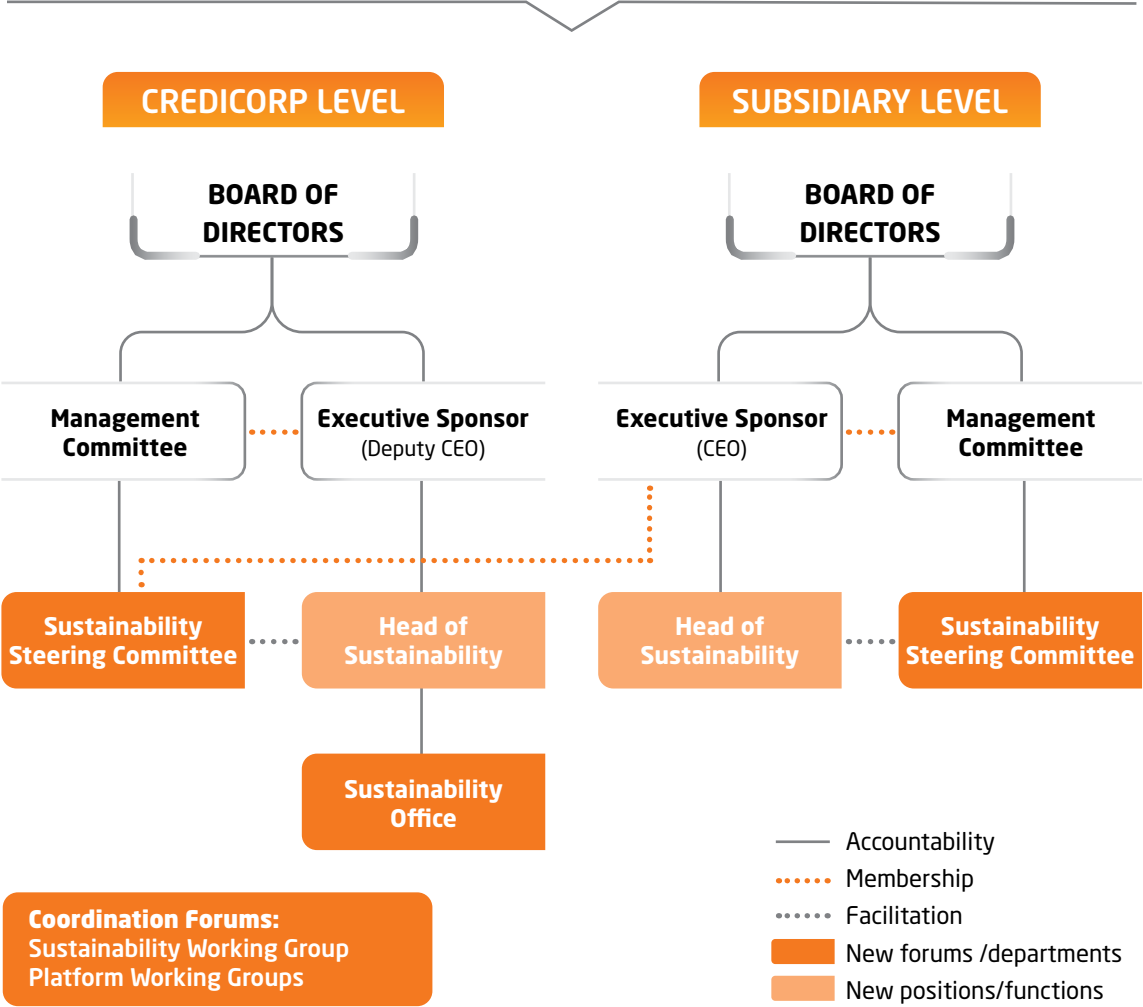 CREDICORP LEVEL
BOARD OF
DIRECTORS
Management
Committee
Executive Sponsor
(Deputy CEO)
Sustainability
Steering Committee
Head of
Sustainability
Sustainability
Office
Coordination Forums:
Sustainability Working Group
Platform Working Groups
SUBSIDIARY LEVEL
BOARD OF
DIRECTORS
Executive Sponsor
(CEO)
Management
Committee
Head of
Sustainability
Sustainability
Steering Committee
Accountability
Membership
Facilitation
New forums /departments
New positions/functions